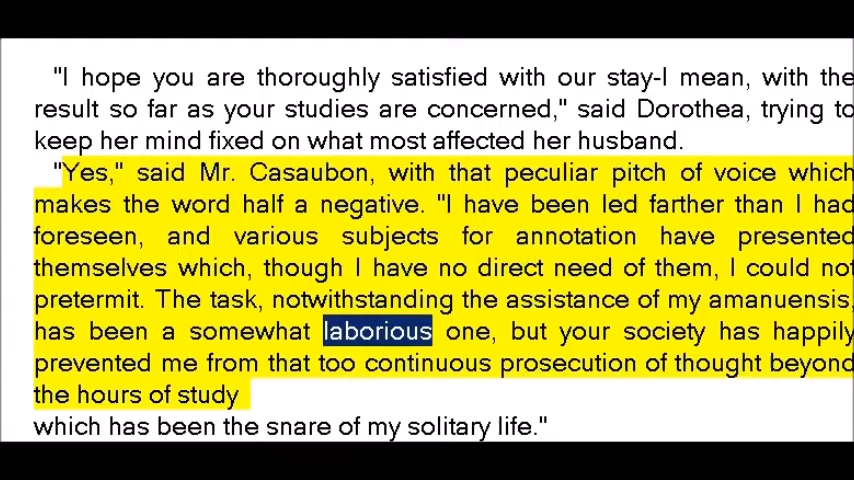 "I hope you are thoroughly satisfied with our stay-I mean, with the
result so far as your studies are concerned," said Dorothea, trying to
keep her mind fixed on what most affected her husband.
"Yes," said Mr. Casaubon, with that peculiar pitch of voice which
makes the word half a negative. "I have been led farther than I had
foreseen, and various subjects for annotation have presented
themselves which, though I have no direct need of them, I could not
pretermit. The task, notwithstanding the assistance of my amanuensis,
has been a somewhat laborious one, but your society has happily
prevented me from that too continuous prosecution of thought beyond
the hours of study
which has been the snare of my solitary life."